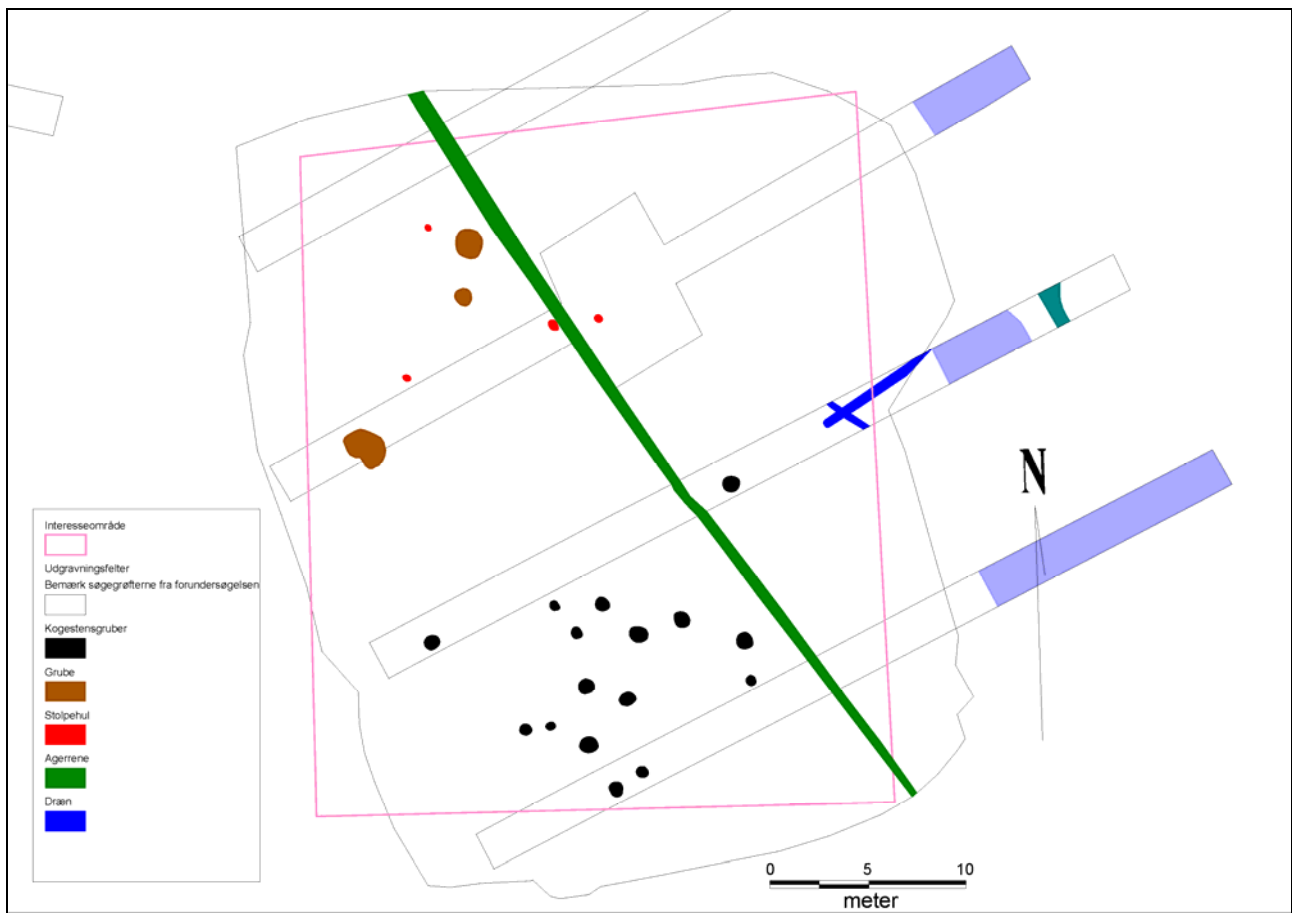 N
Interesseområde
Udgravningsfelter
Bemærk søgegrøfterne fra forundersøgelsen
Kogestensgruber
Grube
Stolpehul
Agerrene
Dræn
0 5 10
meter